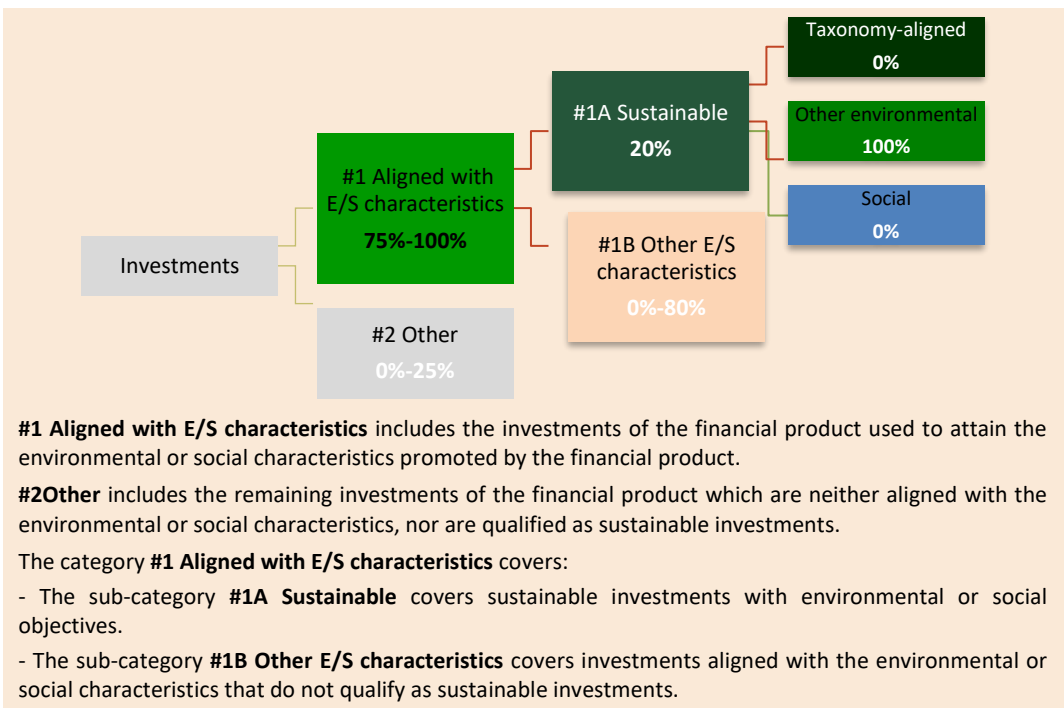 Taxonomy-aligned
0%
#1A Sustainable
20%
Other environmental
100%
#1 Aligned with
E/S characteristics
75%-100%
Social
0%
#1B Other E/S
characteristics
0%-80%
Investments
#2 Other
0%-25%
#1 Aligned with E/S characteristics includes the investments of the financial product used to attain the
environmental or social characteristics promoted by the financial product.
#2Other includes the remaining investments of the financial product which are neither aligned with the
environmental or social characteristics, nor are qualified as sustainable investments.
The category #1 Aligned with E/S characteristics covers:
- The sub-category #1A Sustainable covers sustainable investments with environmental or social
objectives.
- The sub-category #1B Other E/S characteristics covers investments aligned with the environmental or
social characteristics that do not qualify as sustainable investments.